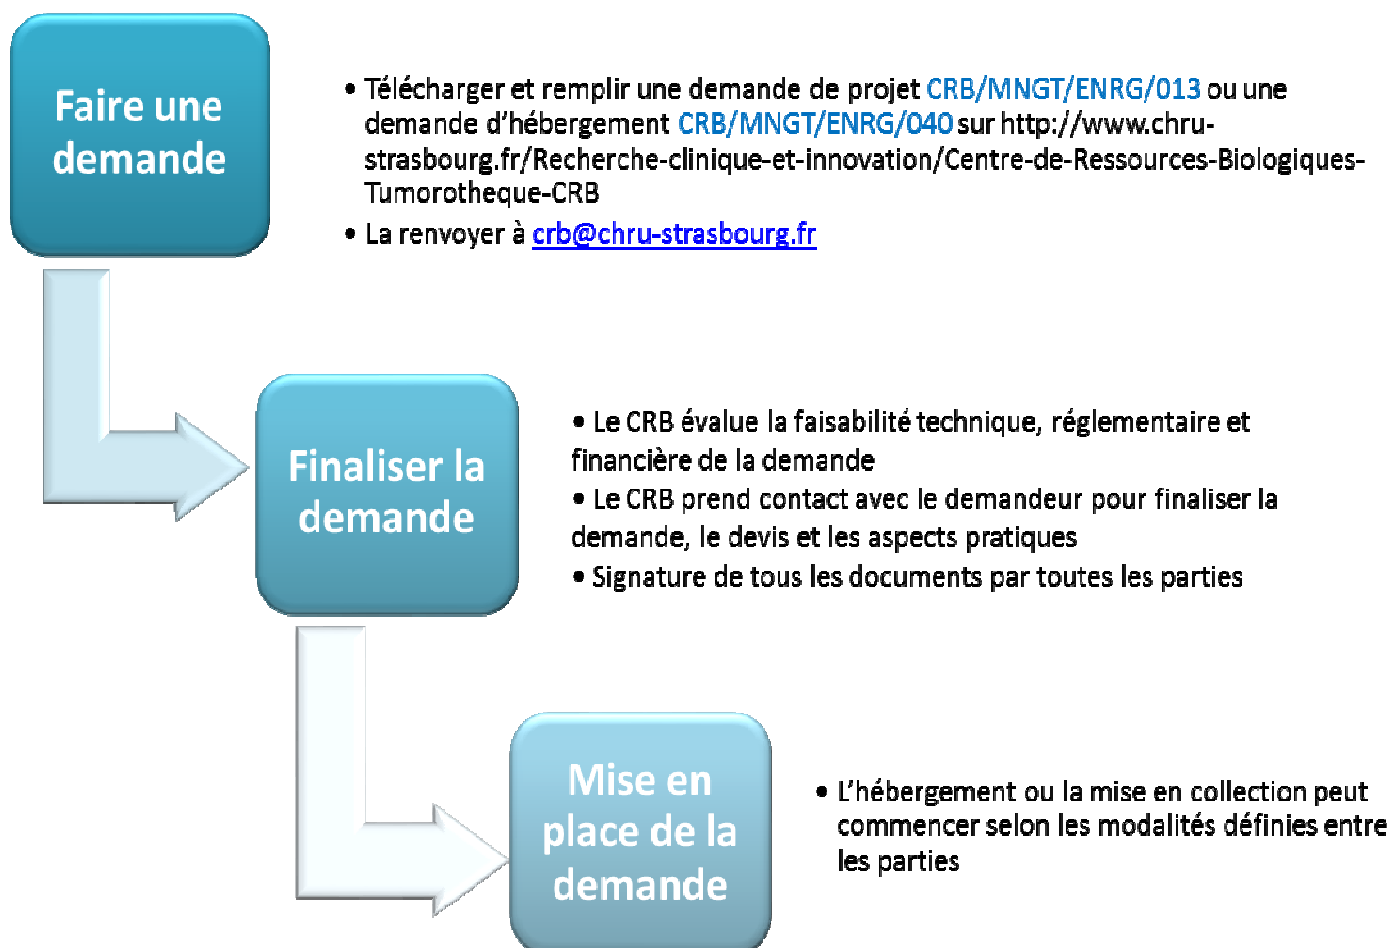 Faire une
demande
• Télécharger et remplir une demande de projet CRB/MNGT/ENRG/013 ou une
demande d'hébergement CRB/MNGT/ENRG/040 sur http://www.chru-
strasbourg.fr/Recherche-clinique-et-innovation/Centre-de-Ressources-Biologiques-
Tumorotheque-CRB
• La renvoyer à crb@chru-strasbourg.fr
Finaliser la
demande
• Le CRB évalue la faisabilité technique, réglementaire et
financière de la demande
• Le CRB prend contact avec le demandeur pour finaliser la
demande, le devis et les aspects pratiques
• Signature de tous les documents par toutes les parties
Mise en
place de la
demande
• L'hébergement ou la mise en collection peut
commencer selon les modalités définies entre
les parties